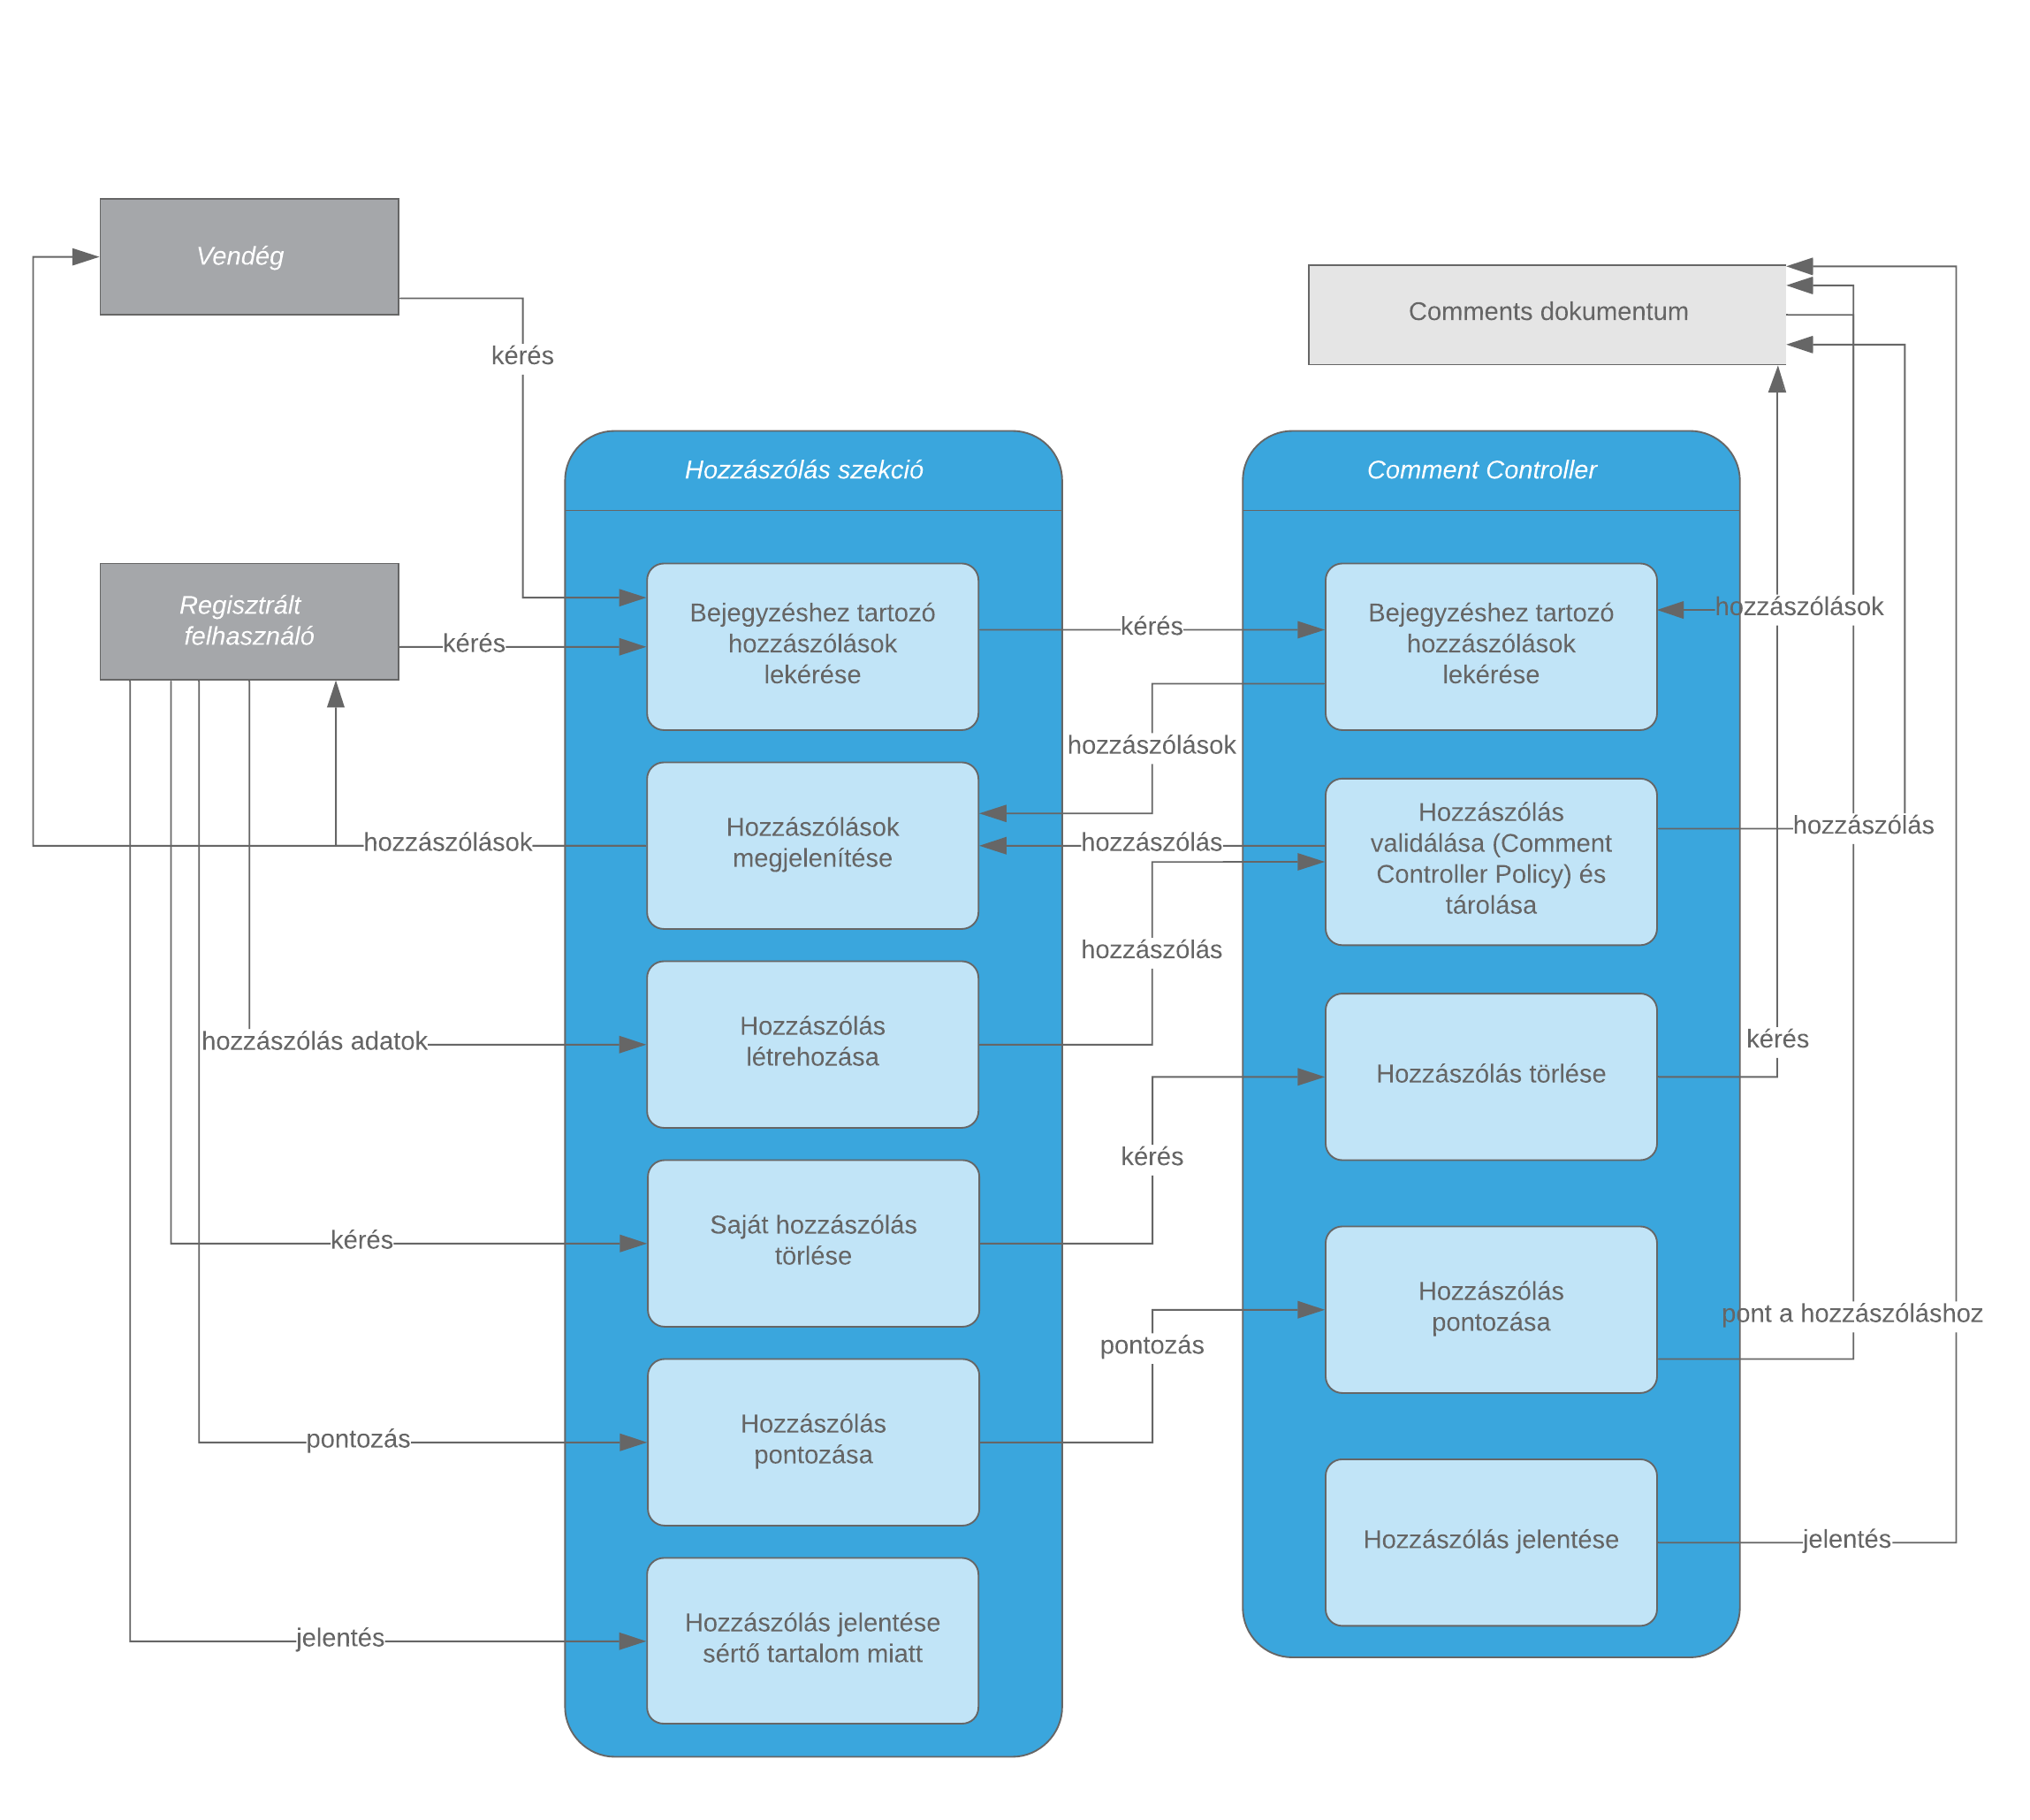 Vendég
Comments dokumentum
kérés
Hozzászólás szekció
Comment Controller
Regisztrált
felhasználó
kérés
Bejegyzéshez tartozó
hozzászólások
lekérése
kérés
Bejegyzéshez tartozó
hozzászólások
lekérése
hozzászólások
hozzászólások
hozzászólások
Hozzászólások
megjelenítése
hozzászólás
Hozzászólás
validálása (Comment
Controller Policy) és
tárolása
hozzászólás
hozzászólás
hozzászólás adatok
Hozzászólás
létrehozása
Hozzászólás törlése
kérés
kérés
kérés
Saját hozzászólás
törlése
Hozzászólás
pontozása
pont a hozzászóláshoz
pontozás
pontozás
Hozzászólás
pontozása
Hozzászólás jelentése
jelentés
jelentés
Hozzászólás jelentése
sértő tartalom miatt